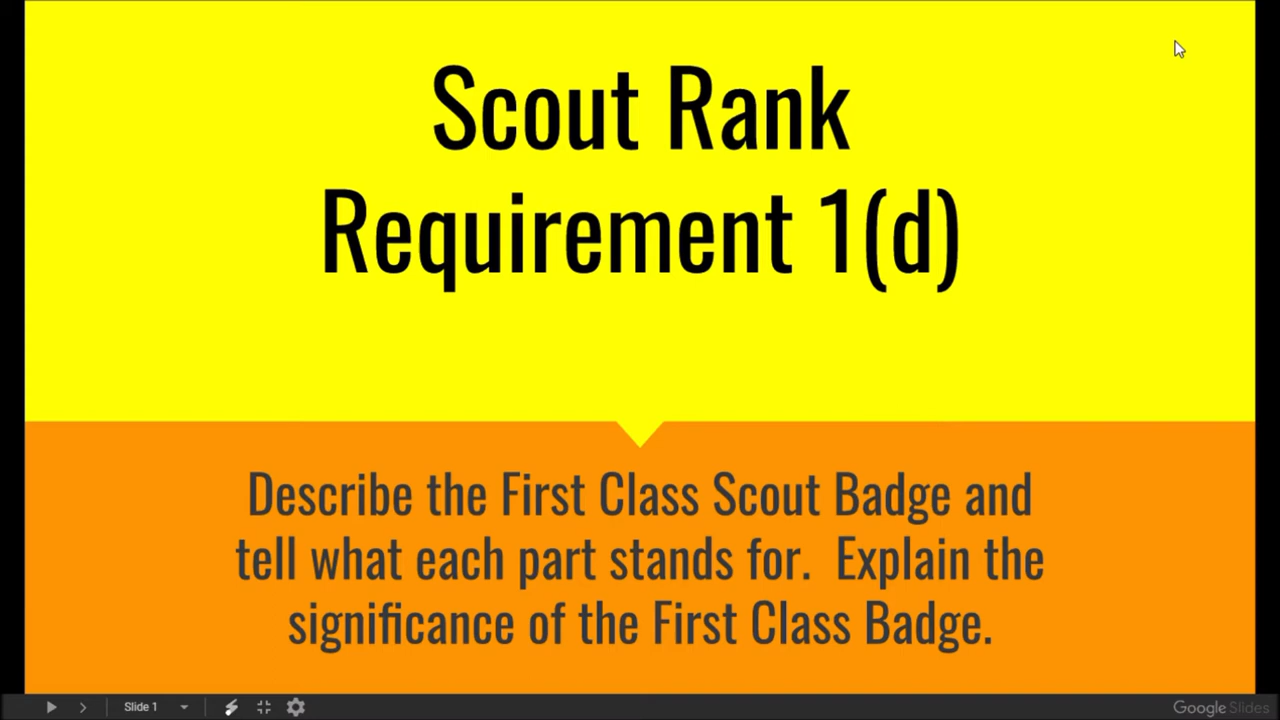 Scout Rank
Requirement 1(d)
Describe the First Class Scout Badge and
tell what each part stands for.  Explain the
significance of the First Class Badge.
Slide 1
Google Slides